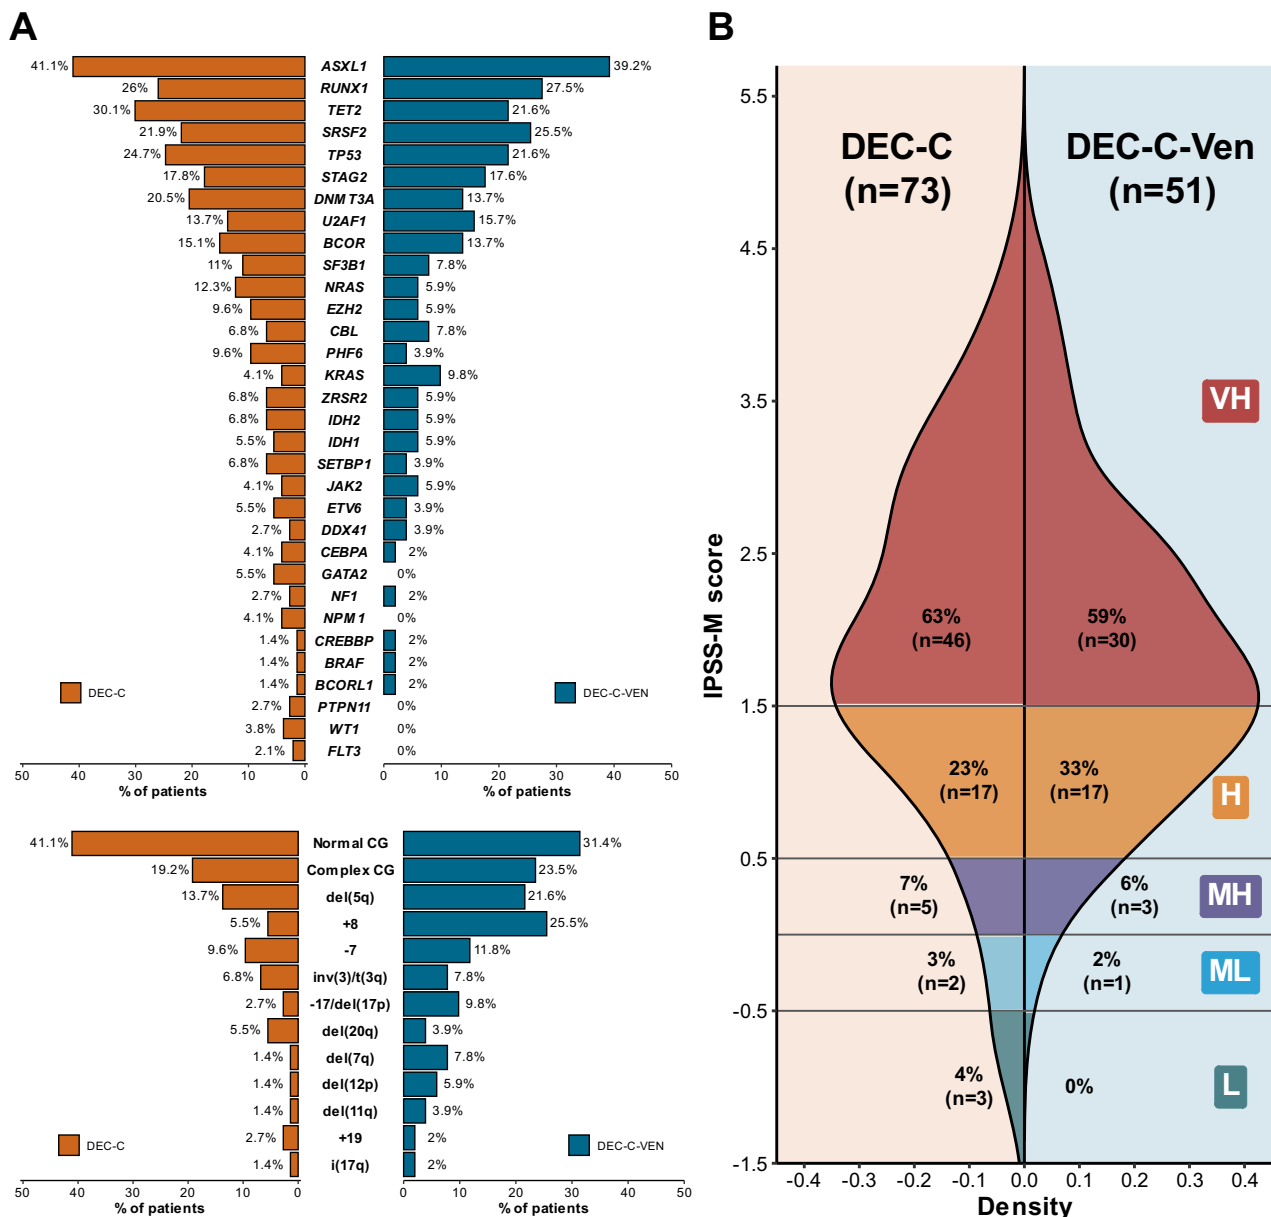 A
41.1% ASXL1 39.2%
26% RUNX1 27.5%
30.1% TET2 21.6%
21.9% SRSF2 25.5%
24.7% TP53 21.6%
17.8% STAG2 17.6%
20.5% DNMT3A 13.7%
13.7% U2AF1 15.7%
15.1% BCOR 13.7%
11% SF3B1 7.8%
12.3% NRAS 5.9%
9.6% EZH2 5.9%
6.8% CBL 7.8%
9.6% PHF6 3.9%
4.1% KRAS 9.8%
6.8% ZRSR2 5.9%
6.8% IDH2 5.9%
5.5% IDH1 5.9%
6.8% SETBP1 3.9%
4.1% JAK2 5.9%
5.5% ETV6 3.9%
2.7% DDX41 3.9%
4.1% CEBPA 2%
5.5% GATA2 0%
2.7% NF1 2%
4.1% NPM1 0%
1.4% CREBBP 2%
1.4% BRAF 2%
1.4% BCORL1 2%
DEC-C DEC-C-VEN
2.7% PTPN11 0%
3.8% WT1 0%
2.1% FLT3 0%
50 40 30 20 10 0 0 10 20 30 40 50
% of patients % of patients
41.1% Normal CG 31.4%
19.2% Complex CG 23.5%
13.7% del(5q) 21.6%
5.5% +8 25.5%
9.6% -7 11.8%
6.8% inv(3)/t(3q) 7.8%
2.7% -17/del(17p) 9.8%
5.5% del(20q) 3.9%
1.4% del(7q) 7.8%
1.4% del(12p) 5.9%
1.4% del(11q) 3.9%
2.7% +19 2%
DEC-C DEC-C-VEN
1.4% i(17q) 2%
50 40 30 20 10 0 0 10 20 30 40 50
% of patients % of patients
B
DEC-C DEC-C-Ven
(n=73) (n=51)
IPSS-M score
5.5
4.5
3.5
2.5
1.5
0.5
-0.5
-1.5
VH
63% 59%
(n=46) (n=30)
23% 33%
(n=17) (n=17)
H
7% 6%
(n=5) (n=3)
MH
3% 2%
(n=2) (n=1)
ML
4% 0%
(n=3)
L
-0.4 -0.3 -0.2 -0.1 0.0 0.1 0.2 0.3 0.4
Density